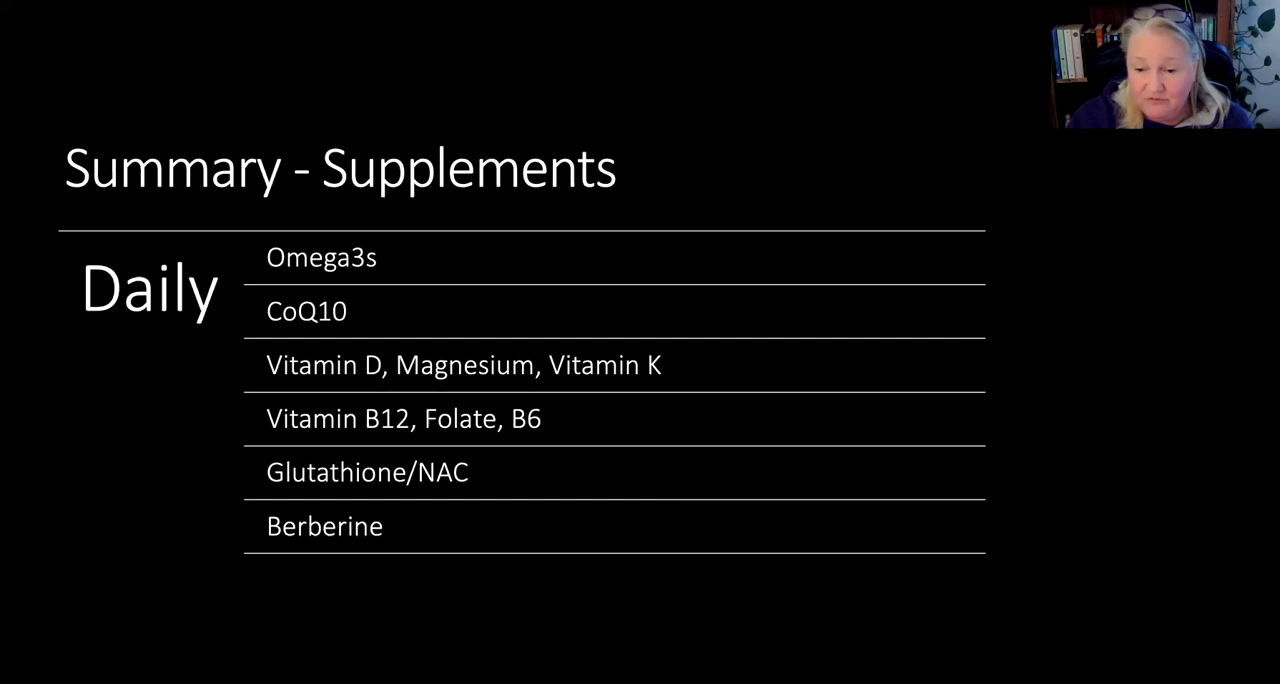 Summary - Supplements
Daily
Omega3s
CoQ10
Vitamin D, Magnesium, Vitamin K
Vitamin B12, Folate, B6
Glutathione/NAC
Berberine